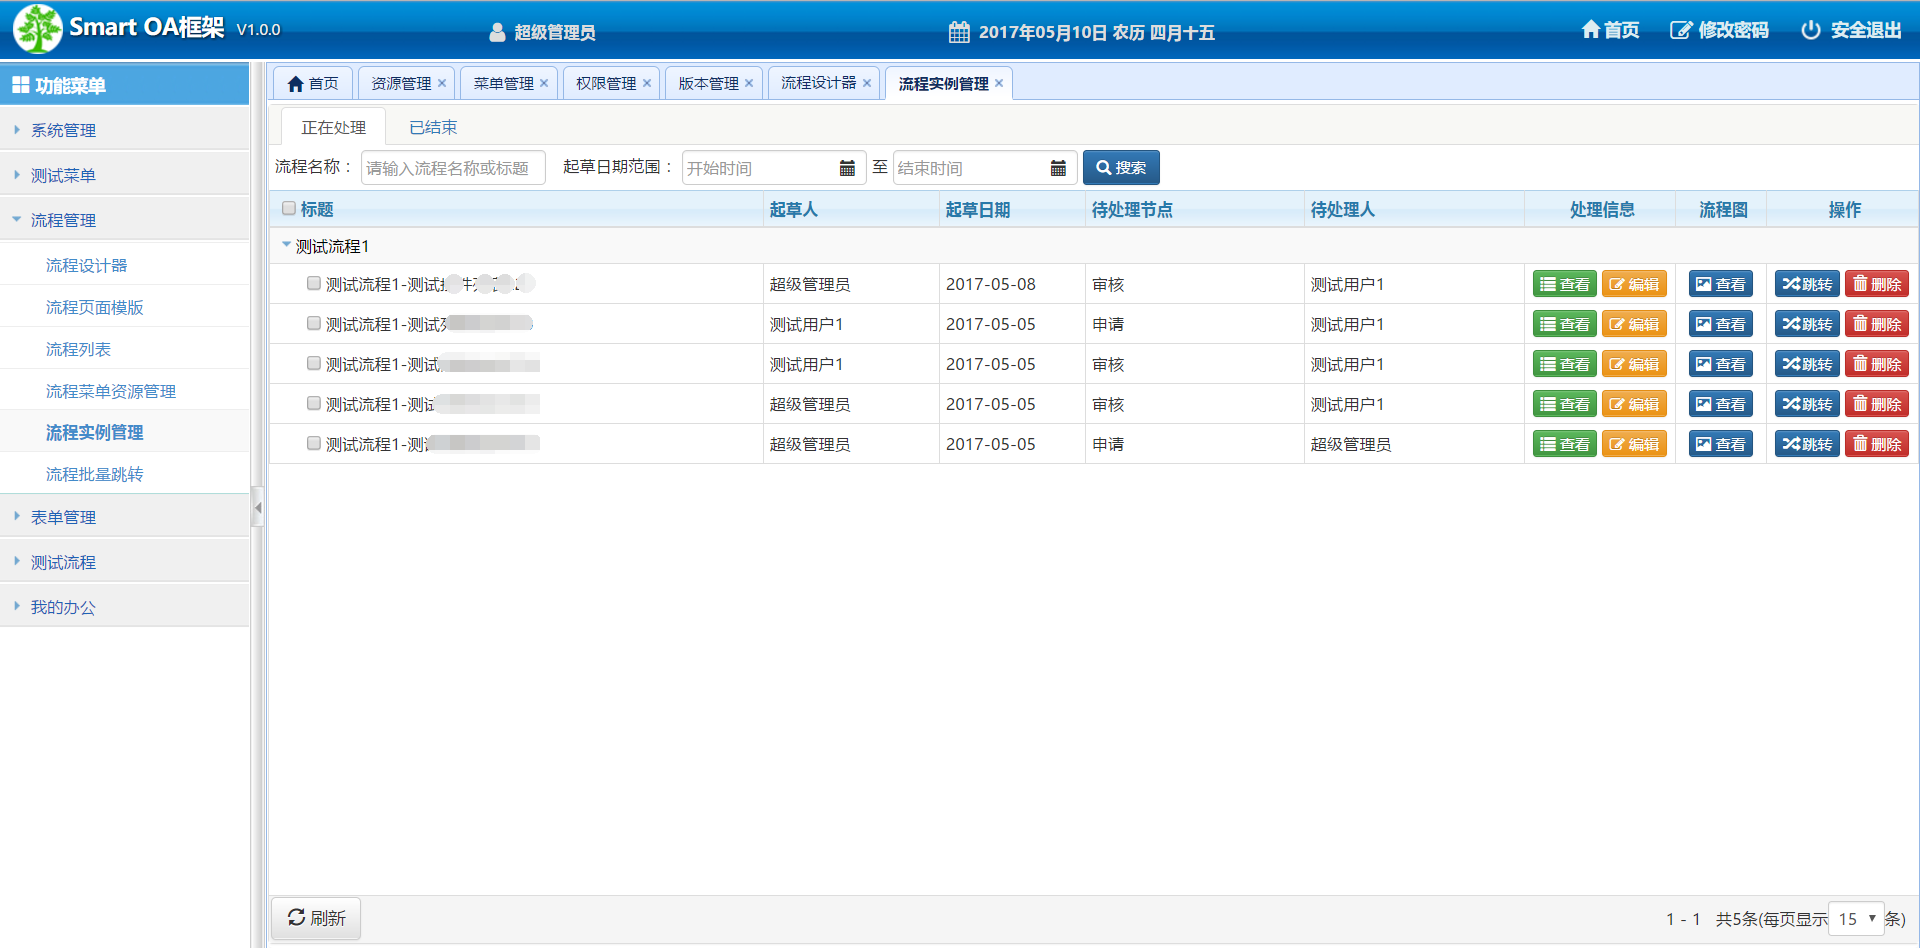 Smart OA框架 V1.0.0
超级管理员
2017年05月10日 农历 四月十五
首页 修改密码 安全退出
功能菜单
系统管理
测试菜单
流程管理
流程设计器
流程页面模版
流程列表
流程菜单资源管理
流程实例管理
流程批量跳转
表单管理
测试流程
我的办公
首页 资源管理 × 菜单管理 × 权限管理 × 版本管理 × 流程设计器 × 流程实例管理 ×
正在处理 已结束
流程名称： 请输入流程名称或标题 起草日期范围： 开始时间 至 结束时间 搜索
标题 起草人 起草日期 待处理节点 待处理人 处理信息 流程图 操作
测试流程1
测试流程1-测试 超级管理员 2017-05-08 审核 测试用户1 查看 编辑 查看 跳转 删除
测试流程1-测试 测试用户1 2017-05-05 申请 测试用户1 查看 编辑 查看 跳转 删除
测试流程1-测试 测试用户1 2017-05-05 审核 测试用户1 查看 编辑 查看 跳转 删除
测试流程1-测试 超级管理员 2017-05-05 审核 测试用户1 查看 编辑 查看 跳转 删除
测试流程1-测 超级管理员 2017-05-05 申请 超级管理员 查看 编辑 查看 跳转 删除
刷新
1 - 1 共5条(每页显示 15 条)